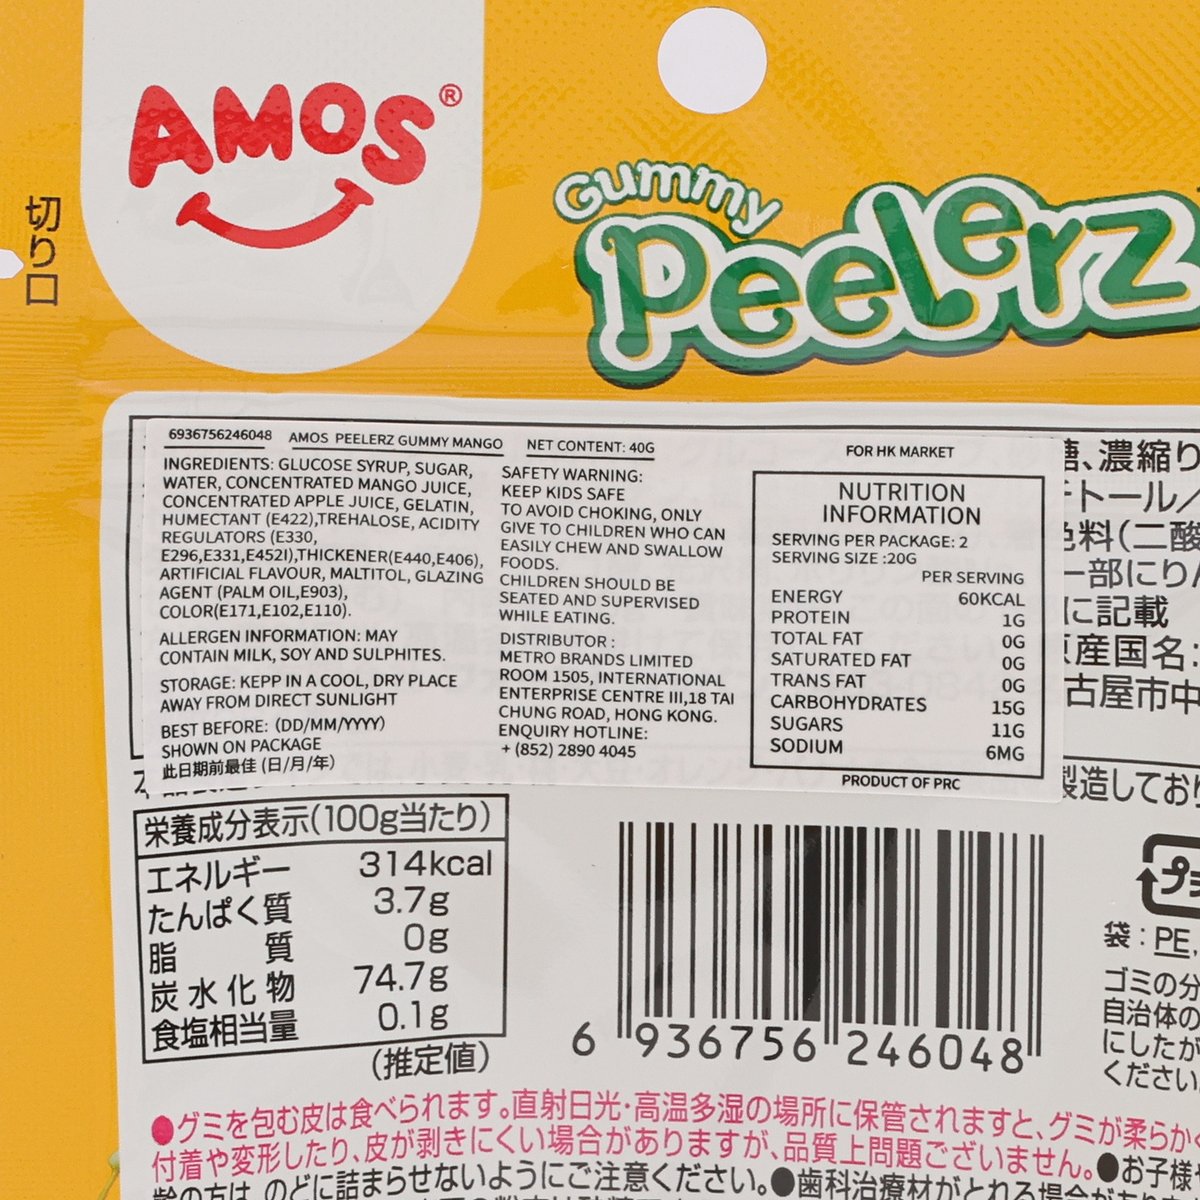 AMOS®
Gummy
Peelerz
切り口
6936756246048 AMOS PEELERZ GUMMY MANGO NET CONTENT: 40G
INGREDIENTS: GLUCOSE SYRUP, SUGAR,
WATER, CONCENTRATED MANGO JUICE,
CONCENTRATED APPLE JUICE, GELATIN,
HUMECTANT (E422),TREHALOSE, ACIDITY
REGULATORS (E330,
E296,E331,E452I),THICKENER(E440,E406),
ARTIFICIAL FLAVOUR, MALTITOL, GLAZING
AGENT (PALM OIL,E903),
COLOR(E171,E102,E110).
ALLERGEN INFORMATION: MAY
CONTAIN MILK, SOY AND SULPHITES.
STORAGE: KEPP IN A COOL, DRY PLACE
AWAY FROM DIRECT SUNLIGHT
BEST BEFORE: (DD/MM/YYYY)
SHOWN ON PACKAGE
此日期前最佳 (日/月/年)
SAFETY WARNING:
KEEP KIDS SAFE
TO AVOID CHOKING, ONLY
GIVE TO CHILDREN WHO CAN
EASILY CHEW AND SWALLOW
FOODS.
CHILDREN SHOULD BE
SEATED AND SUPERVISED
WHILE EATING.
DISTRIBUTOR :
METRO BRANDS LIMITED
ROOM 1505, INTERNATIONAL
ENTERPRISE CENTRE III,18 TAI
CHUNG ROAD, HONG KONG.
ENQUIRY HOTLINE:
+ (852) 2890 4045
FOR HK MARKET
NUTRITION
INFORMATION
SERVING PER PACKAGE: 2
SERVING SIZE :20G
PER SERVING
ENERGY 60KCAL
PROTEIN 1G
TOTAL FAT 0G
SATURATED FAT 0G
TRANS FAT 0G
CARBOHYDRATES 15G
SUGARS 11G
SODIUM 6MG
PRODUCT OF PRC
糖、濃縮り
チトール／
色料(二酸
一部にり
に記載
原産国名:
古屋市中
製造しており
栄養成分表示(100g当たり)
エネルギー 314kcal
たんぱく質 3.7g
脂質 0g
炭水化物 74.7g
食塩相当量 0.1g
(推定値)
6 936756 246048
プラ
袋：PE,
ゴミの分
自治体の
にしたが
ください
●グミを包む皮は食べられます。直射日光・高温多湿の場所に保管されますと、グミが柔らかく
付着や変形したり、皮が剥きにくい場合がありますが、品質上問題ございません。●お子様や
齢の方は、のどに詰まらせないようにご注意ください。●歯科治療材がとれる場合が